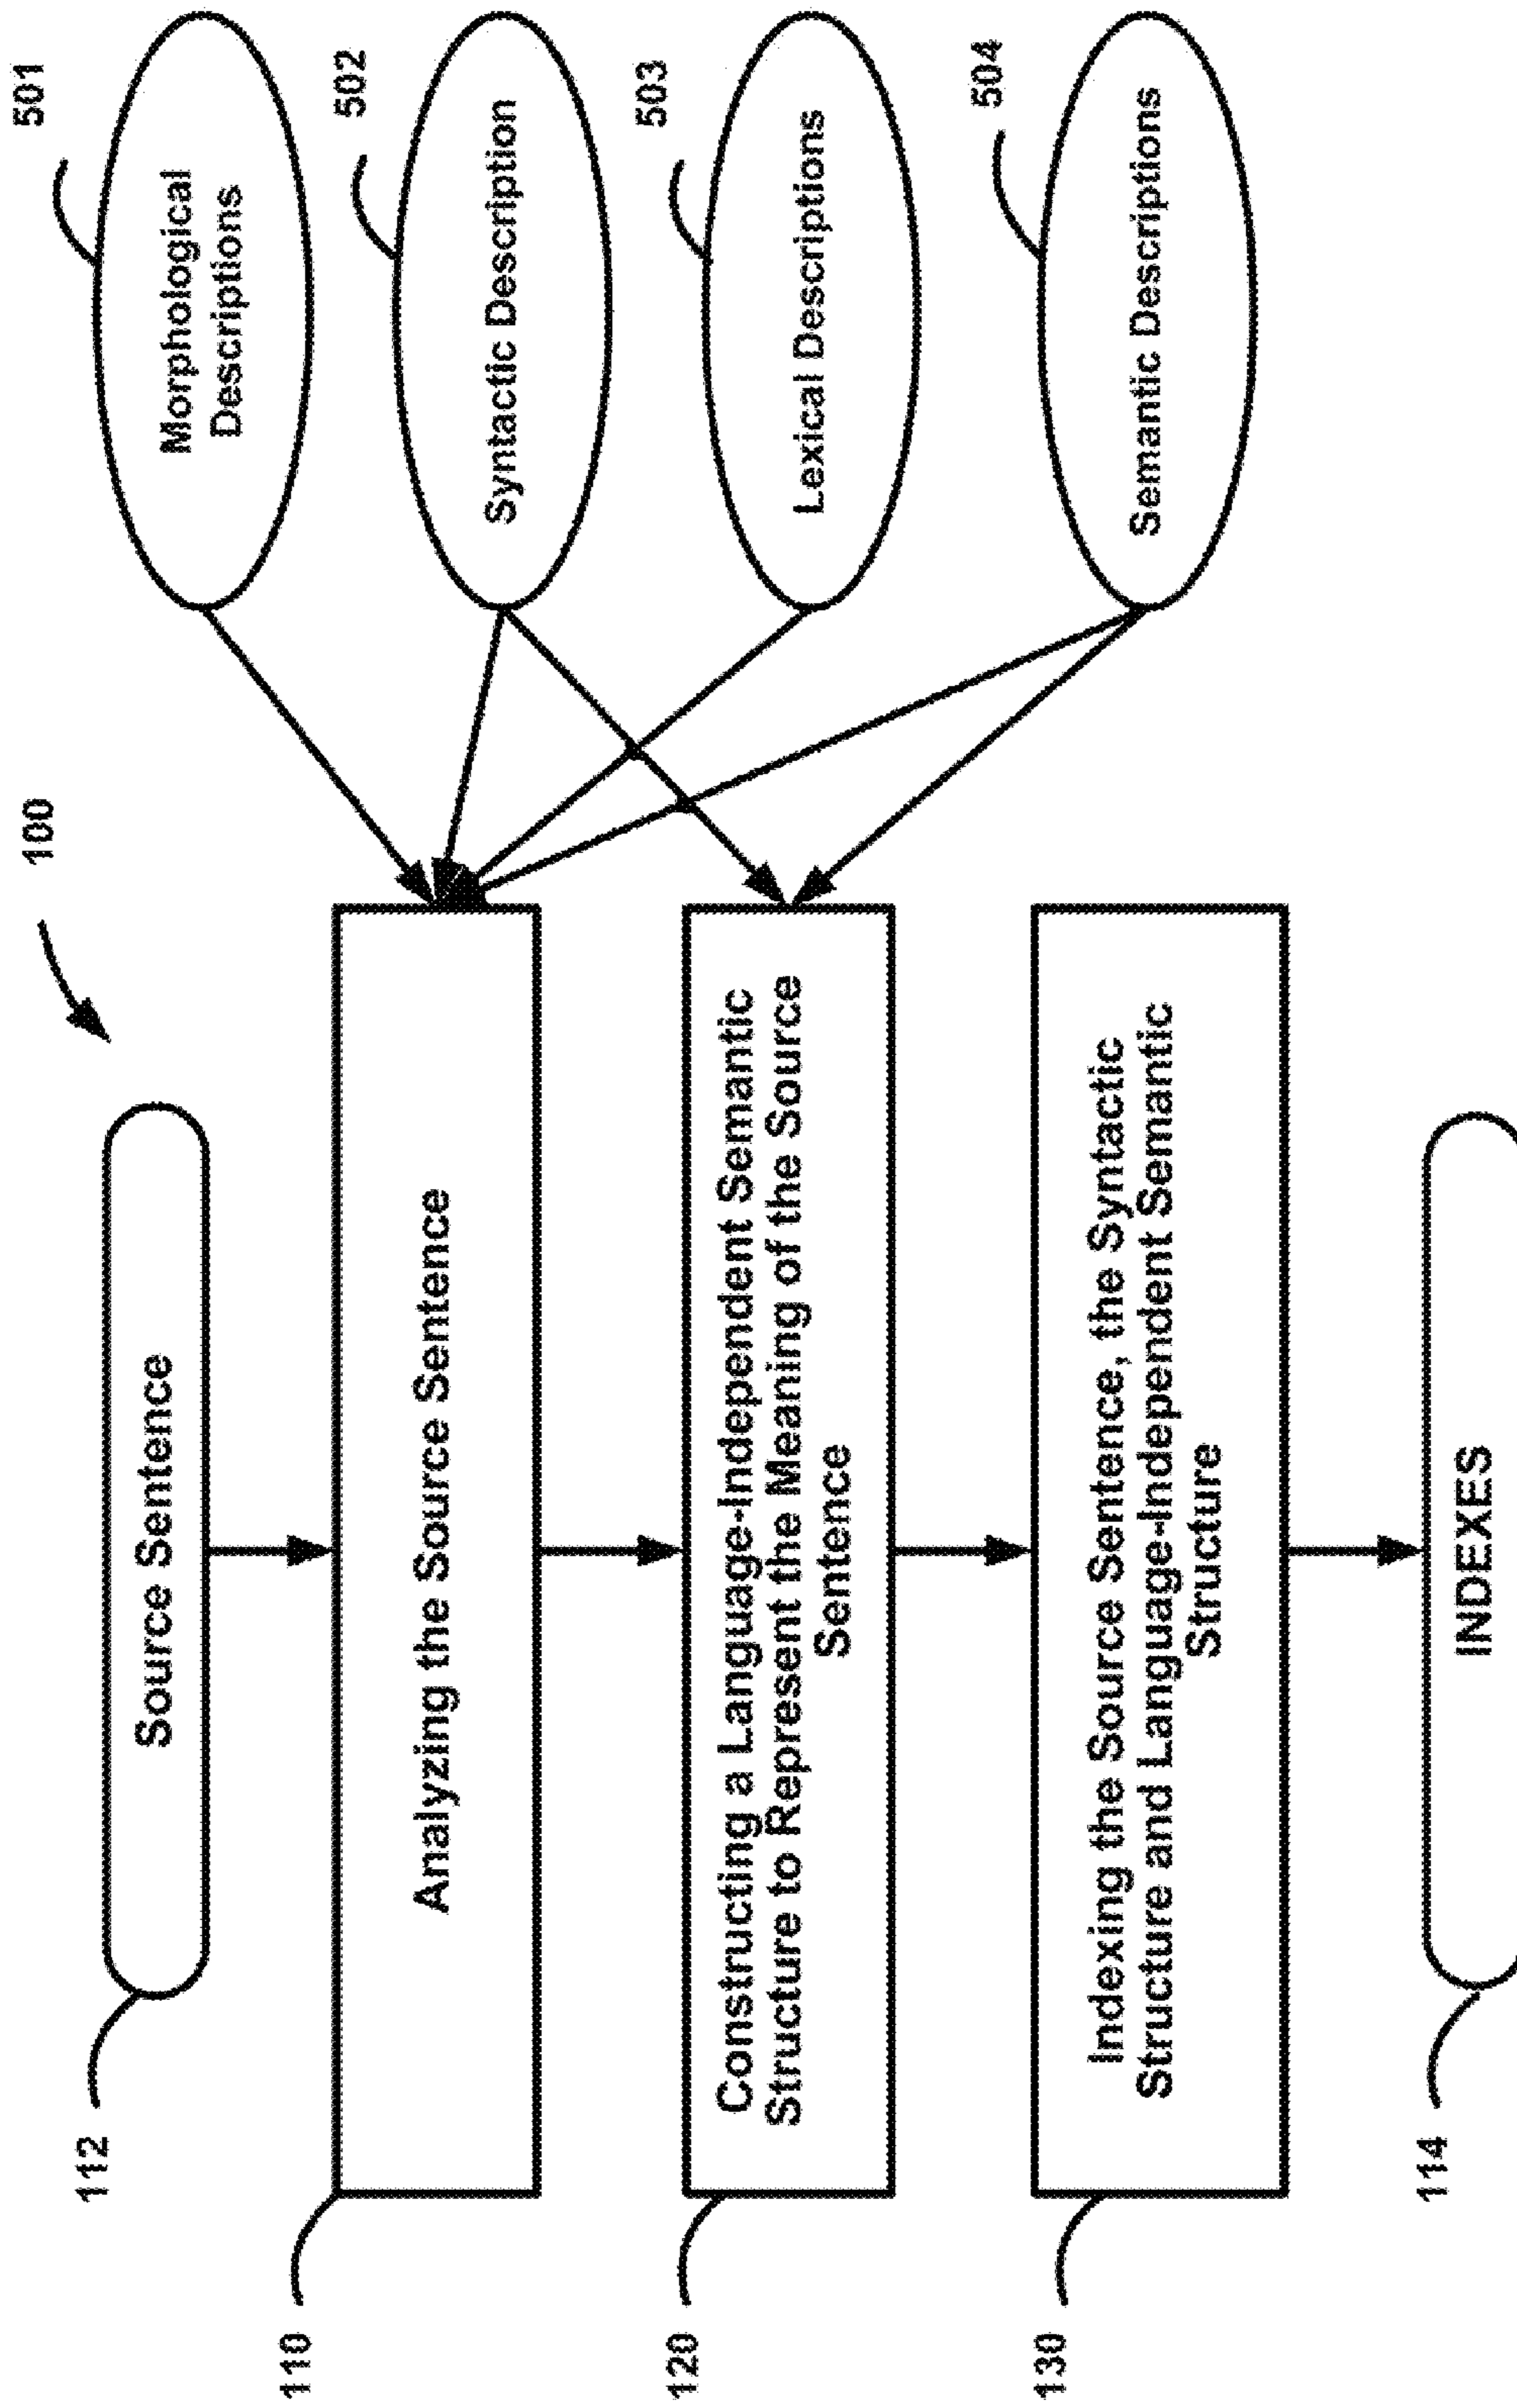 100
112
Source Sentence
110
Analyzing the Source Sentence
120
Constructing a Language-Independent Semantic
Structure to Represent the Meaning of the Source
Sentence
130
Indexing the Source Sentence, the Syntactic
Structure and Language-Independent Semantic
Structure
114
INDEXES
501
Morphological
Descriptions
502
Syntactic Description
503
Lexical Descriptions
504
Semantic Descriptions